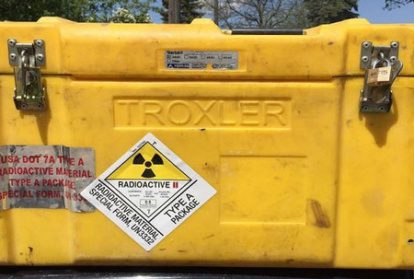 TROXLER
USA DOT 7A TYPE A
RADIOACTIVE MATERIAL
TYPE A PACKAGE
SPECIAL FORM,
RADIOACTIVE II
RADIOACTIVE MATERIAL
SPECIAL FORM, UN3332
TYPE A
PACKAGE